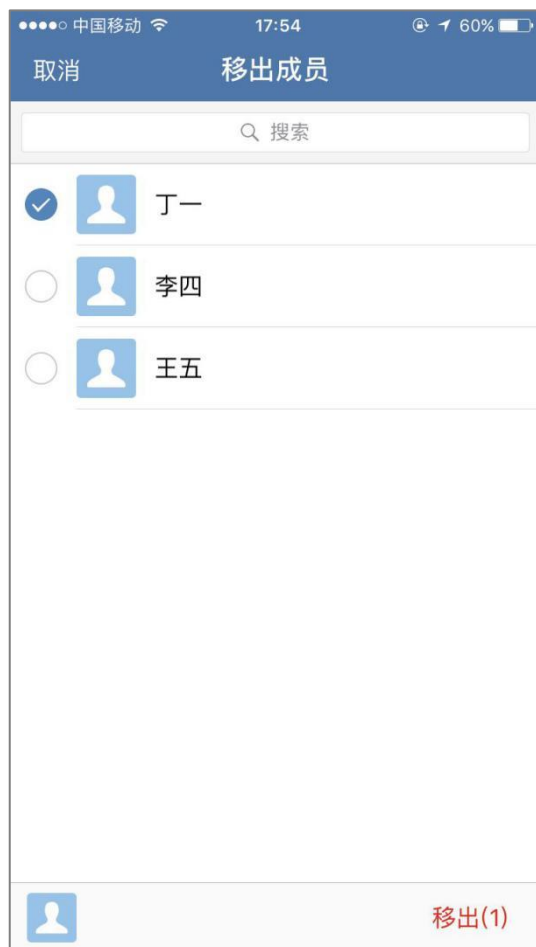 中国移动 17:54 60%
取消 移出成员
搜索
丁一
李四
王五
移出(1)